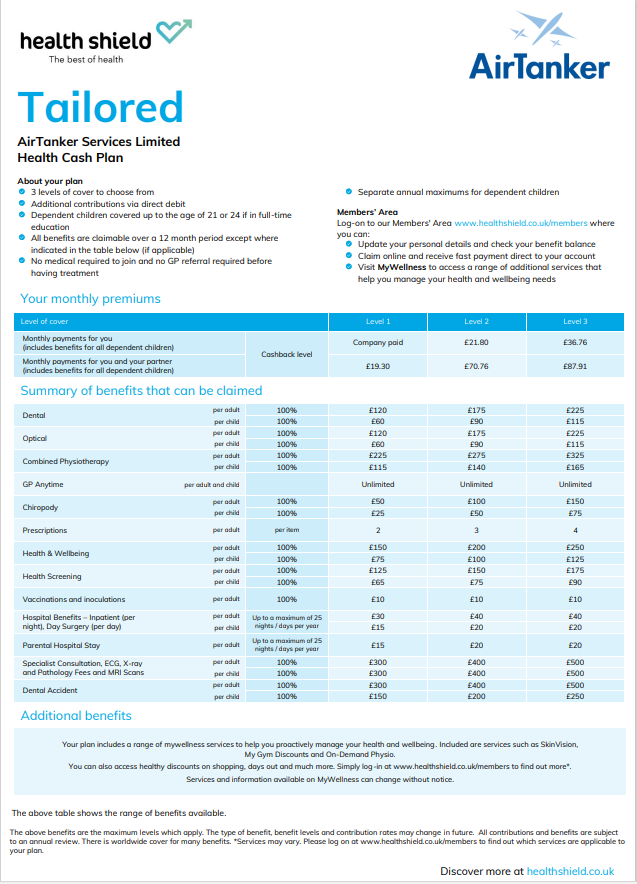 health shield
The best of health
AirTanker
Tailored
AirTanker Services Limited
Health Cash Plan
About your plan
3 levels of cover to choose from
Additional contributions via direct debit
Dependent children covered up to the age of 21 or 24 if in full-time
education
All benefits are claimable over a 12 month period except where
indicated in the table below (if applicable)
No medical required to join and no GP referral required before
having treatment
Separate annual maximums for dependent children
Members' Area
Log-on to our Members' Area www.healthshield.co.uk/members where
you can:
Update your personal details and check your benefit balance
Claim online and receive fast payment direct to your account
Visit MyWellness to access a range of additional services that
help you manage your health and wellbeing needs
Your monthly premiums
Level of cover Level 1 Level 2 Level 3
Monthly payments for you
(includes benefits for all dependent children) Cashback level Company paid £21.80 £36.76
Monthly payments for you and your partner
(includes benefits for all dependent children) £19.30 £70.76 £87.91
Summary of benefits that can be claimed
Dental per adult 100% £120 £175 £225
per child 100% £60 £90 £115
Optical per adult 100% £120 £175 £225
per child 100% £60 £90 £115
Combined Physiotherapy per adult 100% £225 £275 £325
per child 100% £115 £140 £165
GP Anytime per adult and child Unlimited Unlimited Unlimited
Chiropody per adult 100% £50 £100 £150
per child 100% £25 £50 £75
Prescriptions per adult per item 2 3 4
Health & Wellbeing per adult 100% £150 £200 £250
per child 100% £75 £100 £125
Health Screening per adult 100% £125 £150 £175
per child 100% £65 £75 £90
Vaccinations and inoculations per adult 100% £10 £10 £10
Hospital Benefits – Inpatient (per
night), Day Surgery (per day) per adult Up to a maximum of 25
nights / days per year £30 £40 £40
per child £15 £20 £20
Parental Hospital Stay per adult Up to a maximum of 25
nights / days per year £15 £20 £20
Specialist Consultation, ECG, X-ray
and Pathology Fees and MRI Scans per adult 100% £300 £400 £500
per child 100% £300 £400 £500
Dental Accident per adult 100% £300 £400 £500
per child 100% £150 £200 £250
Additional benefits
Your plan includes a range of mywellness services to help you proactively manage your health and wellbeing. Included are services such as SkinVision,
My Gym Discounts and On-Demand Physio.
You can also access healthy discounts on shopping, days out and much more. Simply log-in at www.healthshield.co.uk/members to find out more*.
Services and information available on MyWellness can change without notice.
The above table shows the range of benefits available.
The above benefits are the maximum levels which apply. The type of benefit, benefit levels and contribution rates may change in future. All contributions and benefits are subject
to an annual review. There is worldwide cover for many benefits. *Services may vary. Please log on at www.healthshield.co.uk/members to find out which services are applicable to
your plan.
Discover more at healthshield.co.uk